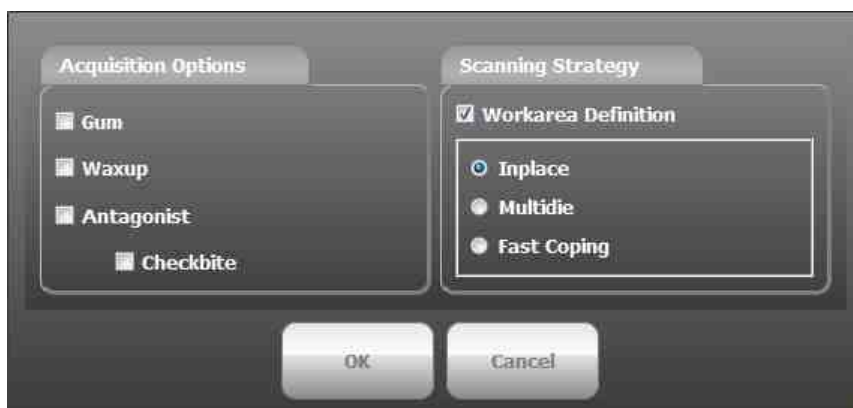 Acquisition Options
Gum
Waxup
Antagonist
Checkbite
Scanning Strategy
Workarea Definition
Inplace
Multidie
Fast Coping
OK
Cancel